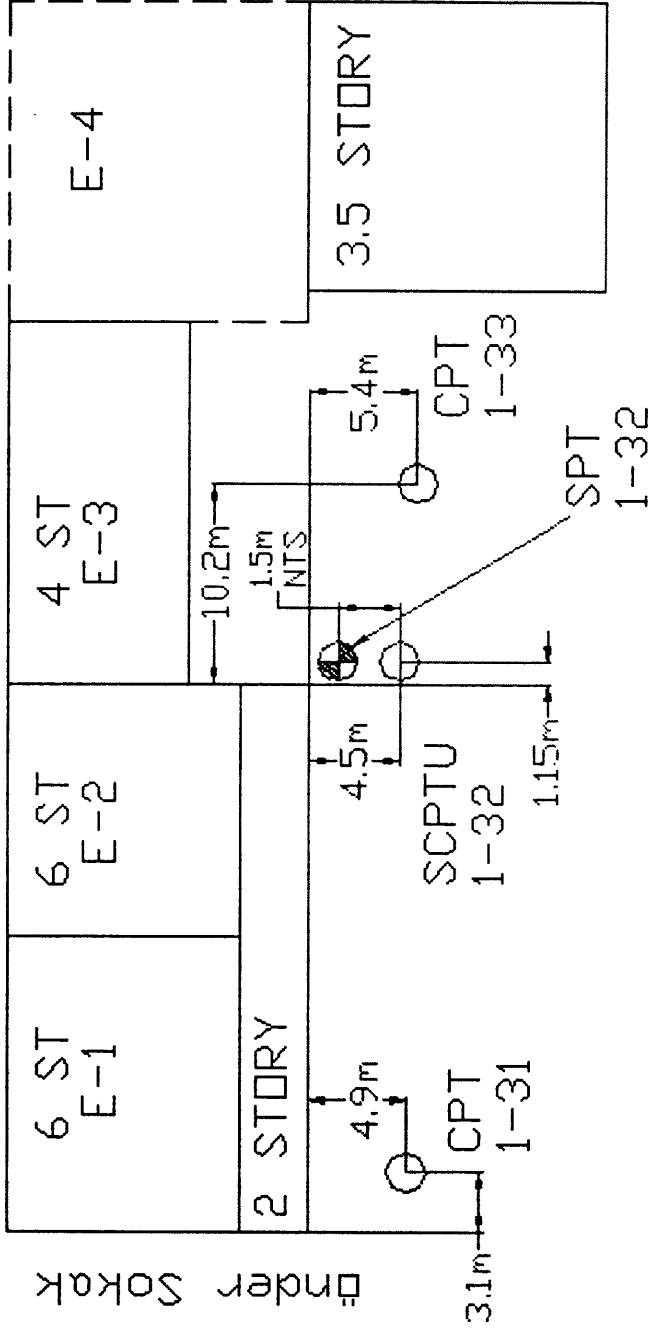 6 ST
E-1
6 ST
E-2
4 ST
E-3
E-4
2 STORY
3.5 STORY
10.2m
1.5m
NTS
5.4m
4.5m
4.9m
CPT
1-33
SCPTU
1-32
SPT
1-32
CPT
1-31
1.15m
3.1m
Önder Sokak